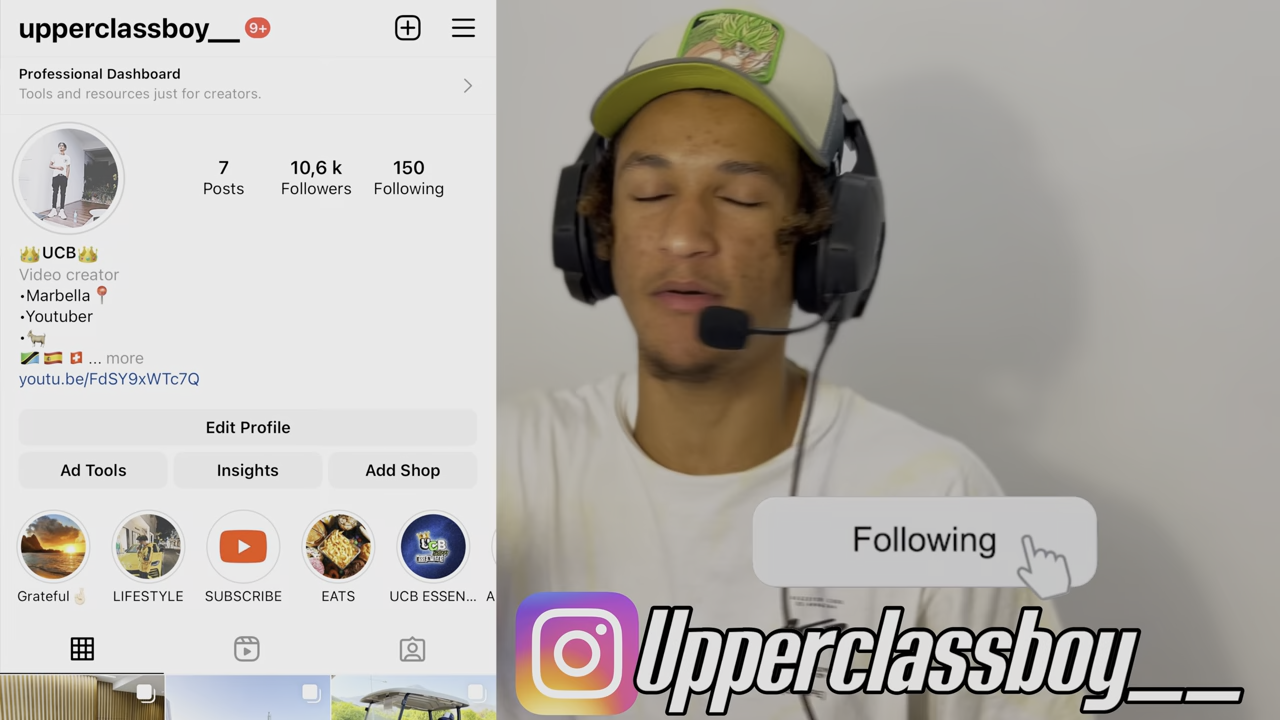 upperclassboy__ 9+
Professional Dashboard
Tools and resources just for creators.
7
Posts
10,6 k
Followers
150
Following
👑UCB👑
Video creator
•Marbella📍
•Youtuber
•🐐
🇹🇿 🇪🇸 🇨🇭 ... more
youtu.be/FdSY9xWTc7Q
Edit Profile
Ad Tools
Insights
Add Shop
Grateful☝🏻
LIFESTYLE
SUBSCRIBE
EATS
UCB
UCB ESSEN...
Following
Upperclassboy__